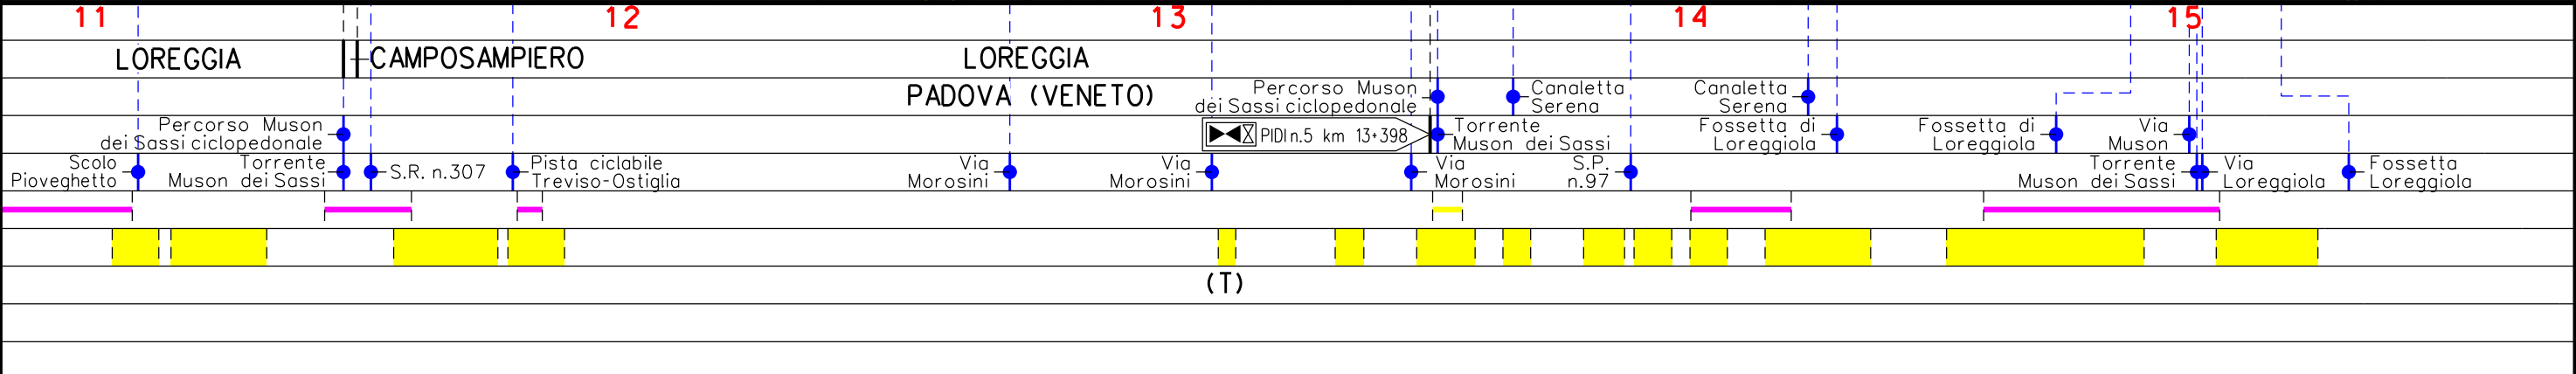 11 12 13 14 15
LOREGGIA CAMPOSAMPIERO LOREGGIA
PADOVA (VENETO)
Percorso Muson
dei Sassi ciclopedonale
Canaletta
Serena
Canaletta
Serena
Percorso Muson
dei Sassi ciclopedonale
PIDI n.5 km 13+398
Torrente
Muson dei Sassi
Fossetta di
Loreggiola
Fossetta di
Loreggiola
Via
Muson
Scolo
Pioveghetto
Torrente
Muson dei Sassi
S.R. n.307
Pista ciclabile
Treviso-Ostiglia
Via
Morosini
Via
Morosini
Via
Morosini
S.P.
n.97
Torrente
Muson dei Sassi
Via
Loreggiola
Fossetta
Loreggiola
(T)